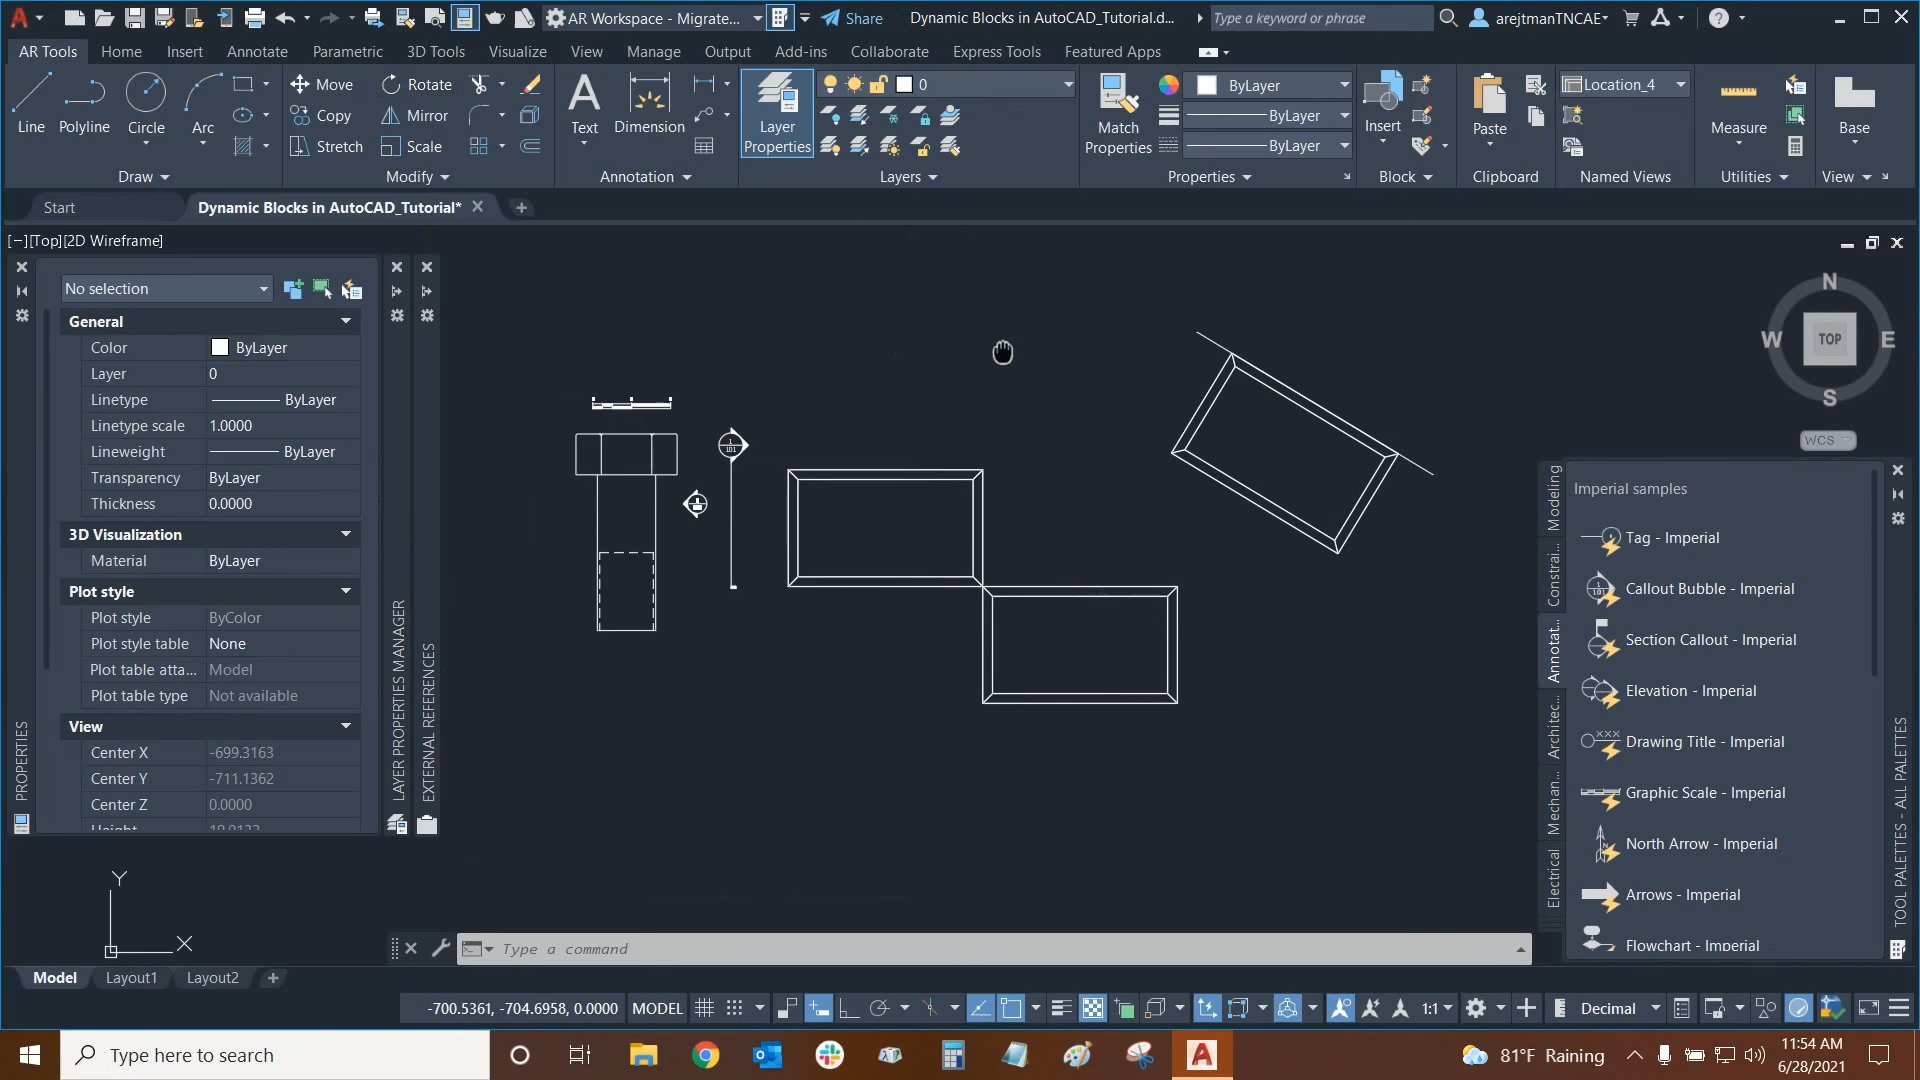 AR Workspace - Migrate...
Share
Dynamic Blocks in AutoCAD_Tutorial.d...
Type a keyword or phrase
arejtmanTNCAE
AR Tools
Home
Insert
Annotate
Parametric
3D Tools
Visualize
View
Manage
Output
Add-ins
Collaborate
Express Tools
Featured Apps
Line
Polyline
Circle
Arc
Move
Rotate
Copy
Mirror
Stretch
Scale
Text
Dimension
Layer
Properties
0
Match
Properties
ByLayer
ByLayer
ByLayer
Insert
Paste
Location_4
Measure
Base
Draw
Modify
Annotation
Layers
Properties
Block
Clipboard
Named Views
Utilities
View
Start
Dynamic Blocks in AutoCAD_Tutorial*
[−][Top][2D Wireframe]
No selection
General
Color ByLayer
Layer 0
Linetype ByLayer
Linetype scale 1.0000
Lineweight ByLayer
Transparency ByLayer
Thickness 0.0000
3D Visualization
Material ByLayer
Plot style
Plot style ByColor
Plot style table None
Plot table atta... Model
Plot table type Not available
View
Center X -699.3163
Center Y -711.1362
Center Z 0.0000
PROPERTIES
LAYER PROPERTIES MANAGER
EXTERNAL REFERENCES
1
101
N
W
TOP
E
S
WCS
Modeling
Constrai...
Annotat...
Architec...
Mechan...
Electrical
Imperial samples
Tag - Imperial
Callout Bubble - Imperial
Section Callout - Imperial
Elevation - Imperial
Drawing Title - Imperial
Graphic Scale - Imperial
North Arrow - Imperial
Arrows - Imperial
Flowchart - Imperial
TOOL PALETTES - ALL PALETTES
Y
X
Type a command
Model
Layout1
Layout2
-700.5361, -704.6958, 0.0000
MODEL
1:1
Decimal
Type here to search
81°F Raining
11:54 AM
6/28/2021